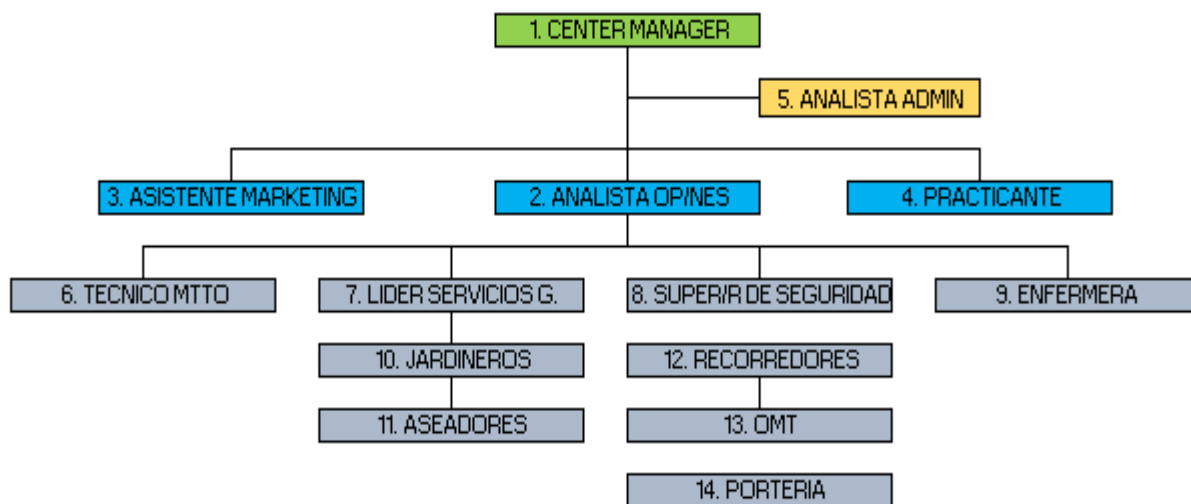 1. CENTER MANAGER
5. ANALISTA ADMIN
3. ASISTENTE MARKETING
2. ANALISTA OP/NES
4. PRACTICANTE
6. TECNICO MTTO
7. LIDER SERVICIOS G.
8. SUPER/R DE SEGURIDAD
9. ENFERMERA
10. JARDINEROS
12. RECORREDORES
11. ASEADORES
13. OMT
14. PORTERIA